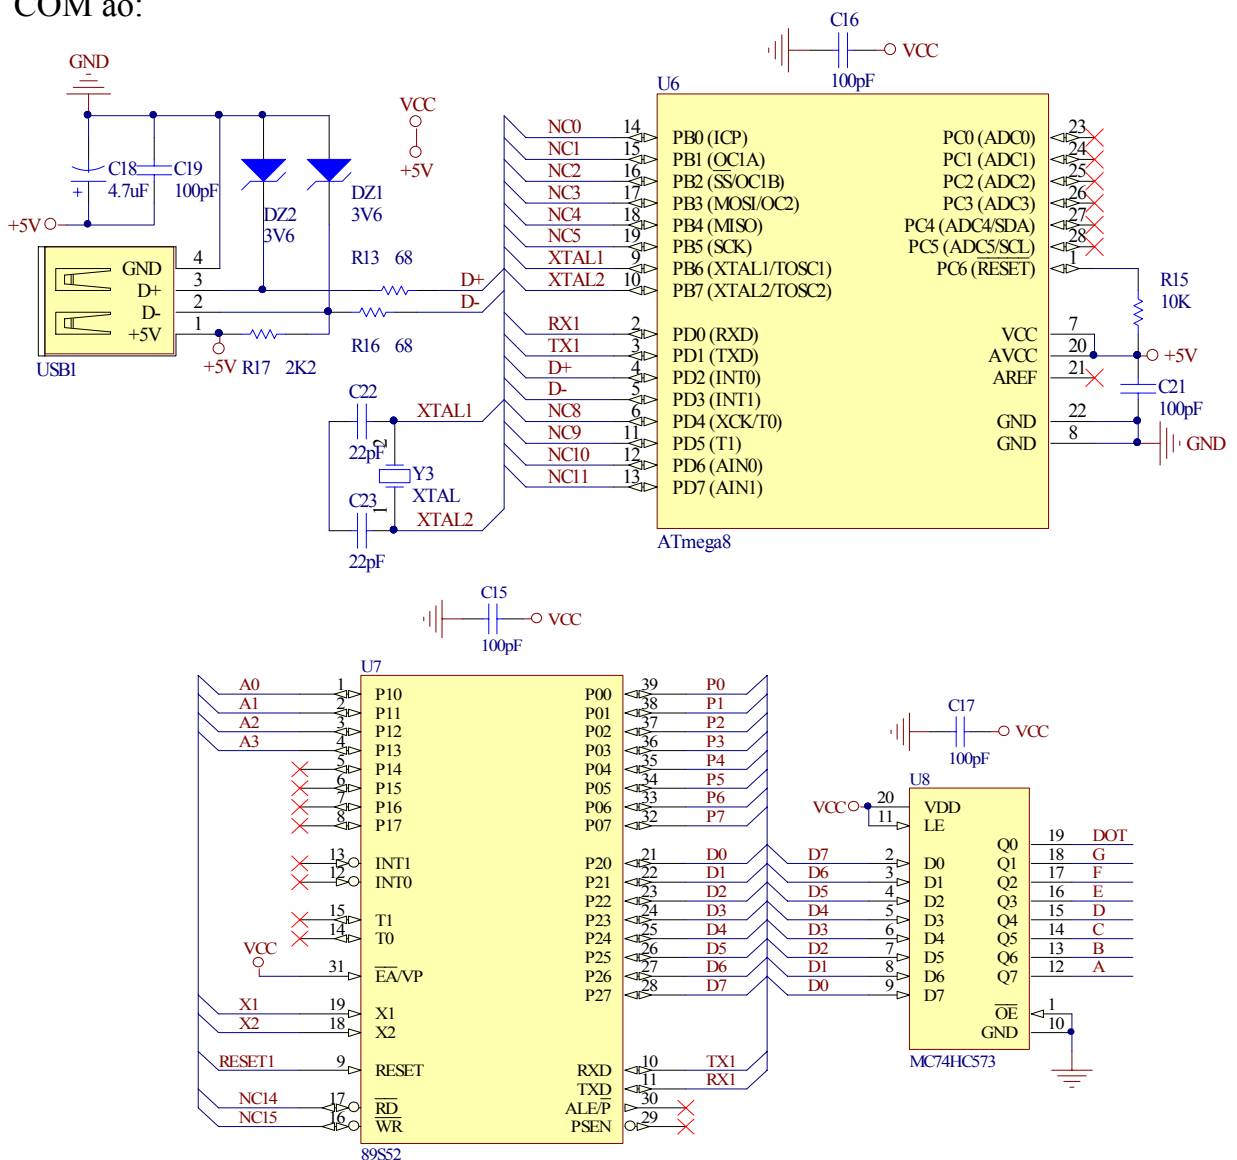 COM ảo:
C16
VCC
100pF
GND
VCC
+5V
C18
4.7uF
+
C19
100pF
DZ2
3V6
DZ1
3V6
+5V
GND 4
D+ 3
D- 2
+5V 1
USB1
R13 68
D+
D-
R16 68
+5V
R17 2K2
C22
22pF
XTAL1
2
Y3
XTAL
1
C23
22pF
XTAL2
U6
NC0 14 PB0 (ICP)
NC1 15 PB1 (OC1A)
NC2 16 PB2 (SS/OC1B)
NC3 17 PB3 (MOSI/OC2)
NC4 18 PB4 (MISO)
NC5 19 PB5 (SCK)
XTAL1 9 PB6 (XTAL1/TOSC1)
XTAL2 10 PB7 (XTAL2/TOSC2)
RX1 2 PD0 (RXD)
TX1 3 PD1 (TXD)
D+ 4 PD2 (INT0)
D- 5 PD3 (INT1)
NC8 6 PD4 (XCK/T0)
NC9 11 PD5 (T1)
NC10 12 PD6 (AIN0)
NC11 13 PD7 (AIN1)
PC0 (ADC0) 23
PC1 (ADC1) 24
PC2 (ADC2) 25
PC3 (ADC3) 26
PC4 (ADC4/SDA) 27
PC5 (ADC5/SCL) 28
PC6 (RESET) 1
VCC 7
AVCC 20
AREF 21
GND 22
GND 8
ATmega8
R15
10K
+5V
C21
100pF
GND
C15
VCC
100pF
U7
A0 1 P10
A1 2 P11
A2 3 P12
A3 4 P13
5 P14
6 P15
7 P16
8 P17
13 INT1
12 INT0
15 T1
14 T0
VCC
31 EA/VP
X1 19 X1
X2 18 X2
RESET1 9 RESET
NC14 17 RD
NC15 16 WR
P00 39 P0
P01 38 P1
P02 37 P2
P03 36 P3
P04 35 P4
P05 34 P5
P06 33 P6
P07 32 P7
P20 21 D0
P21 22 D1
P22 23 D2
P23 24 D3
P24 25 D4
P25 26 D5
P26 27 D6
P27 28 D7
RXD 10 TX1
TXD 11 RX1
ALE/P 30
PSEN 29
89S52
C17
VCC
100pF
U8
VCC 20 VDD
11 LE
D7 2 D0
D6 3 D1
D5 4 D2
D4 5 D3
D3 6 D4
D2 7 D5
D1 8 D6
D0 9 D7
Q0 19 DOT
Q1 18 G
Q2 17 F
Q3 16 E
Q4 15 D
Q5 14 C
Q6 13 B
Q7 12 A
OE 1
GND 10
MC74HC573